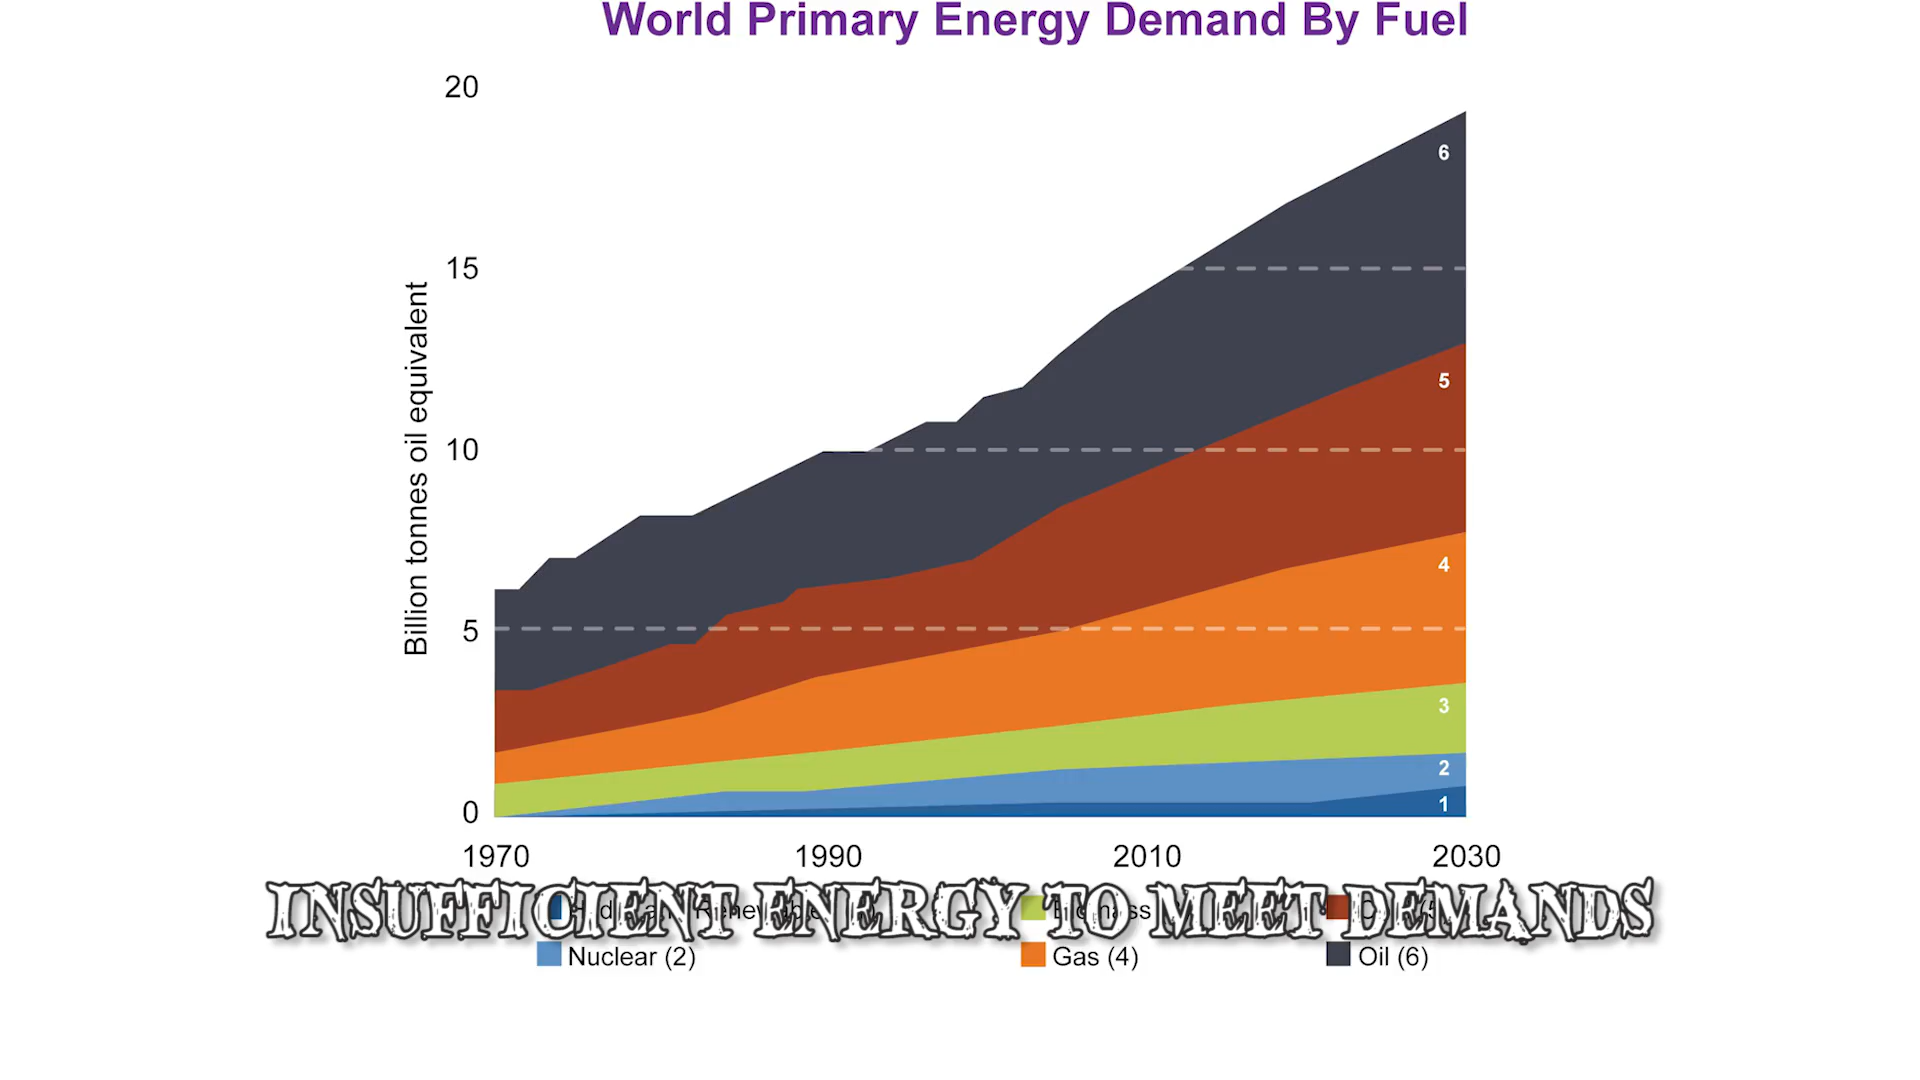 World Primary Energy Demand By Fuel
20
15
10
5
0
Billion tonnes oil equivalent
6
5
4
3
2
1
1970 1990 2010 2030
INSUFFICIENT ENERGY TO MEET DEMANDS
Nuclear (2) Gas (4) Oil (6)